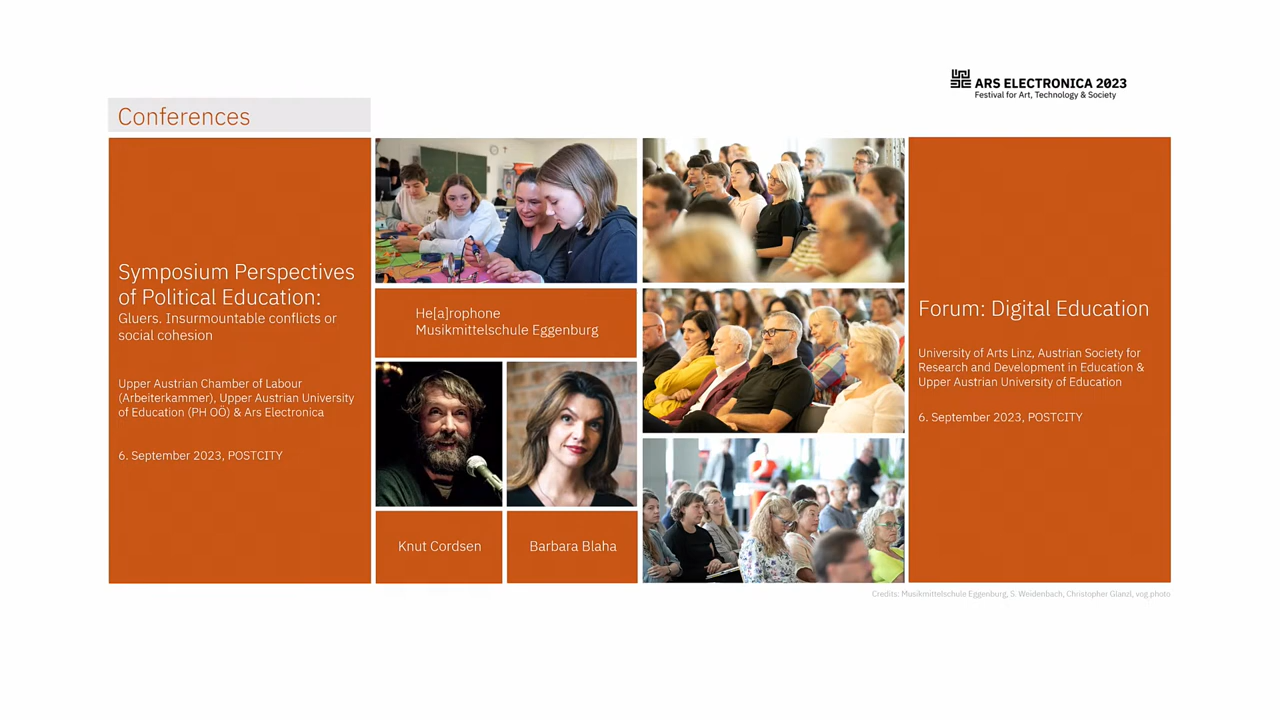 ARS ELECTRONICA 2023
Festival for Art, Technology & Society
Conferences
Symposium Perspectives
of Political Education:
Gluers. Insurmountable conflicts or
social cohesion
Upper Austrian Chamber of Labour
(Arbeiterkammer), Upper Austrian University
of Education (PH OÖ) & Ars Electronica
6. September 2023, POSTCITY
He[a]rophone
Musikmittelschule Eggenburg
Knut Cordsen
Barbara Blaha
Forum: Digital Education
University of Arts Linz, Austrian Society for
Research and Development in Education &
Upper Austrian University of Education
6. September 2023, POSTCITY
Credits: Musikmittelschule Eggenburg, S. Weidenbach, Christopher Glanzl, vog.photo